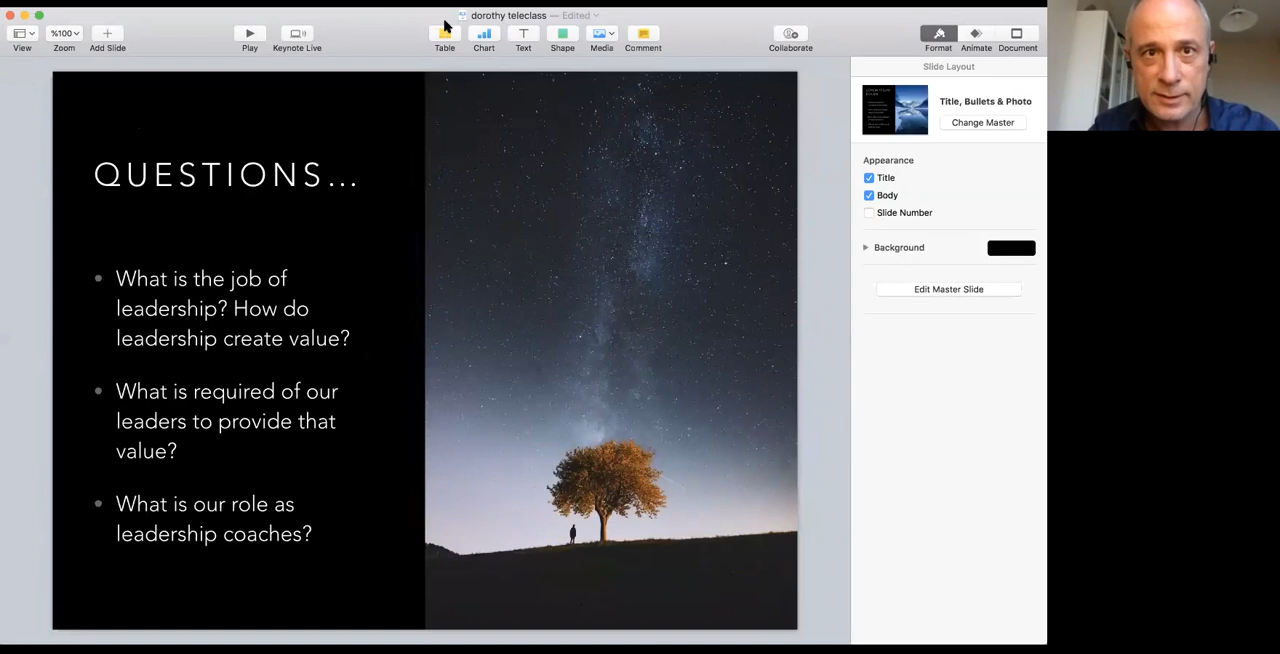 dorothy teleclass — Edited
%100
View
Zoom
Add Slide
Play
Keynote Live
Table
Chart
Text
Shape
Media
Comment
Collaborate
Format
Animate
Document
QUESTIONS...
What is the job of
leadership? How do
leadership create value?
What is required of our
leaders to provide that
value?
What is our role as
leadership coaches?
Slide Layout
Title, Bullets & Photo
Change Master
Appearance
Title
Body
Slide Number
Background
Edit Master Slide